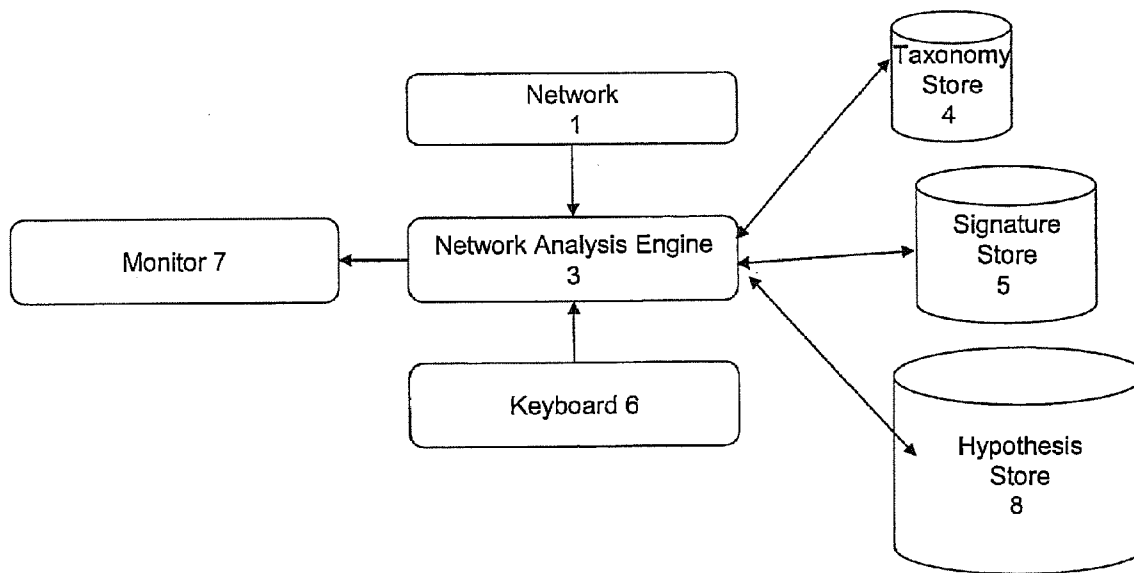 Network
1
Taxonomy
Store
4
Monitor 7
Network Analysis Engine
3
Signature
Store
5
Keyboard 6
Hypothesis
Store
8